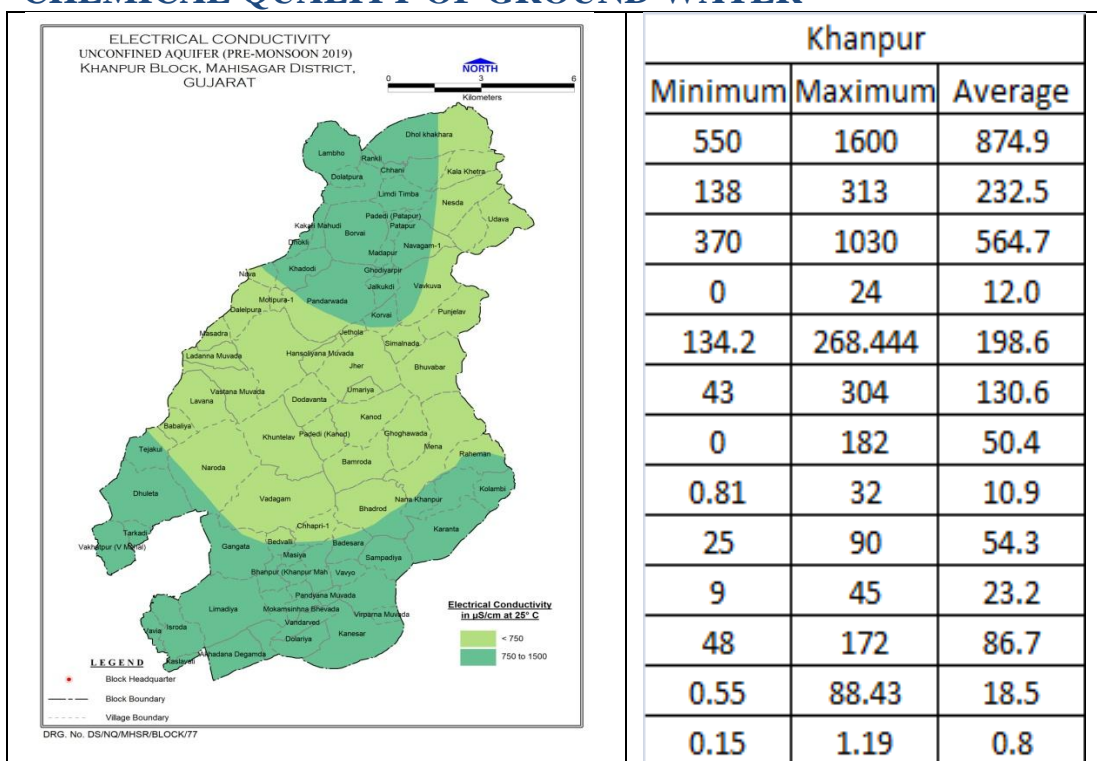 CHEMICAL QUALITY OF GROUND WATER
ELECTRICAL CONDUCTIVITY
UNCONFINED AQUIFER (PRE-MONSOON 2019)
KHANPUR BLOCK, MAHISAGAR DISTRICT,
GUJARAT
NORTH
0 3 6
Kilometers
Dhol khakhara
Lambho
Rankli
Chhani
Dolatpura
Kala Khetra
Limdi Timba
Nesda
Padedi (Patapur)
Udava
Patapur
Kakali Mahudi
Borvai
Dhokli
Navagam-1
Madapur
Khadodi
Ghodiyarpir
Nava
Jalkukdi
Vavkuva
Motipura-1
Pandarwada
Dalelpura
Korvai
Punjelav
Masadra
Jethola
Simalnada
Ladanna Muvada
Hansoliyana Muvada
Jher
Bhuvabar
Vastana Muvada
Umariya
Lavana
Dodavanta
Kanod
Babaliya
Khuntelav
Padedi (Kanod)
Ghoghawada
Tejakui
Mena
Raheman
Naroda
Bamroda
Dhuleta
Vadagam
Nana Khanpur
Kolambi
Bhadrod
Chhapri-1
Karanta
Tarkadi
Gangata
Bedvalli
Badesara
Masiya
Sampadiya
Bhanpur (Khanpur Mah
Vavyo
Pandyana Muvada
Limadiya
Mokamsinhna Bhevada
Virparna Muvada
Vandarved
Isroda
Vavia
Dolariya
Kanesar
Electrical Conductivity
in µS/cm at 25° C
< 750
750 to 1500
LEGEND
Block Headquarter
Block Boundary
Village Boundary
DRG. No. DS/NQ/MHSR/BLOCK/77
Khanpur
Minimum Maximum Average
550 1600 874.9
138 313 232.5
370 1030 564.7
0 24 12.0
134.2 268.444 198.6
43 304 130.6
0 182 50.4
0.81 32 10.9
25 90 54.3
9 45 23.2
48 172 86.7
0.55 88.43 18.5
0.15 1.19 0.8